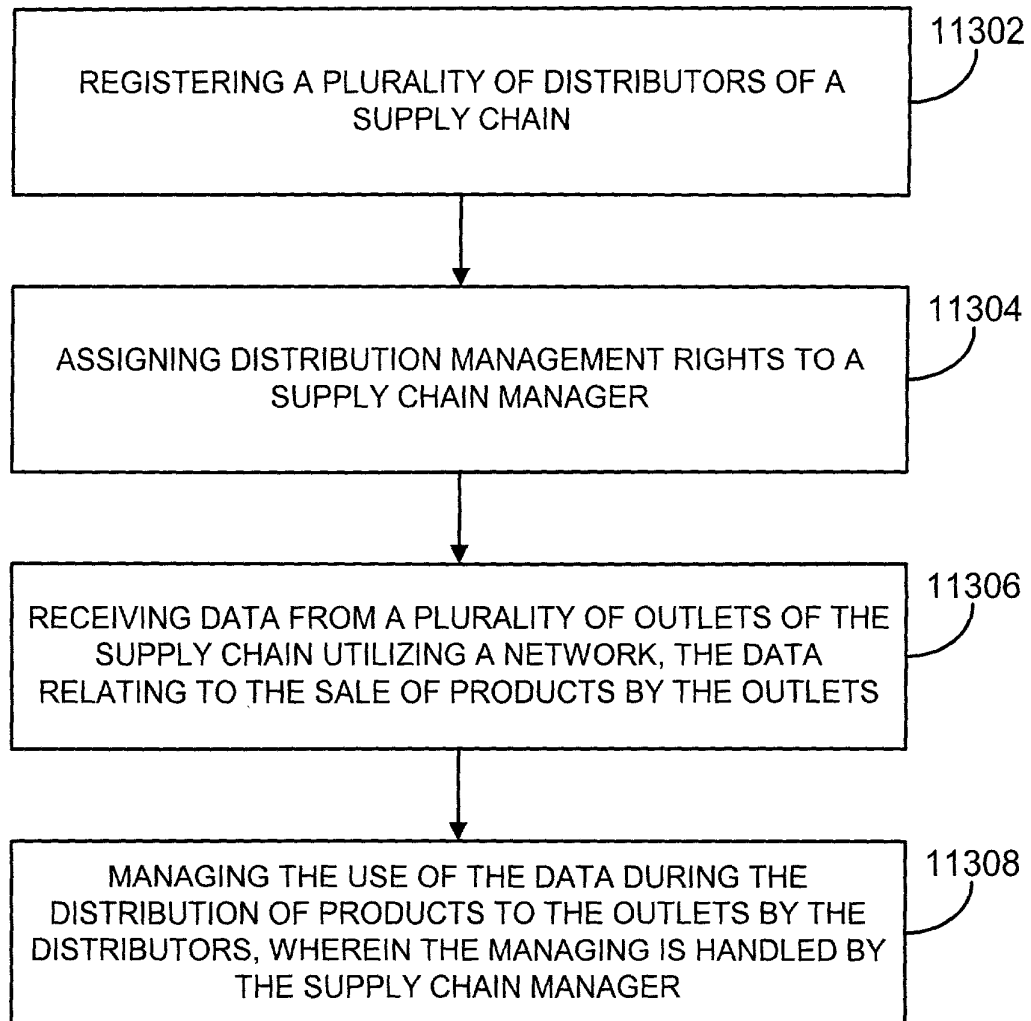 11302
REGISTERING A PLURALITY OF DISTRIBUTORS OF A
SUPPLY CHAIN
11304
ASSIGNING DISTRIBUTION MANAGEMENT RIGHTS TO A
SUPPLY CHAIN MANAGER
11306
RECEIVING DATA FROM A PLURALITY OF OUTLETS OF THE
SUPPLY CHAIN UTILIZING A NETWORK, THE DATA
RELATING TO THE SALE OF PRODUCTS BY THE OUTLETS
11308
MANAGING THE USE OF THE DATA DURING THE
DISTRIBUTION OF PRODUCTS TO THE OUTLETS BY THE
DISTRIBUTORS, WHEREIN THE MANAGING IS HANDLED BY
THE SUPPLY CHAIN MANAGER